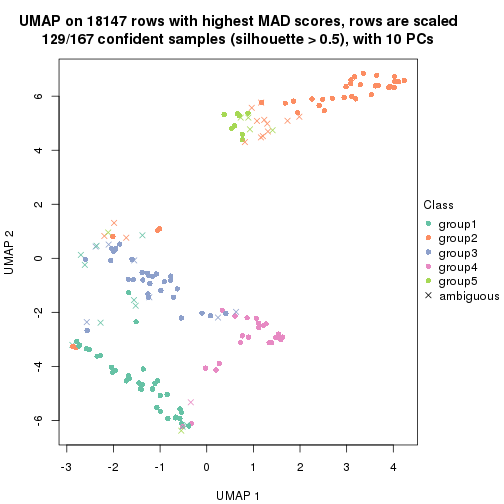 UMAP on 18147 rows with highest MAD scores, rows are scaled
129/167 confident samples (silhouette > 0.5), with 10 PCs
6
4
2
0
-2
-4
-6
UMAP 2
-3
-2
-1
0
1
2
3
4
UMAP 1
Class
group1
group2
group3
group4
group5
ambiguous